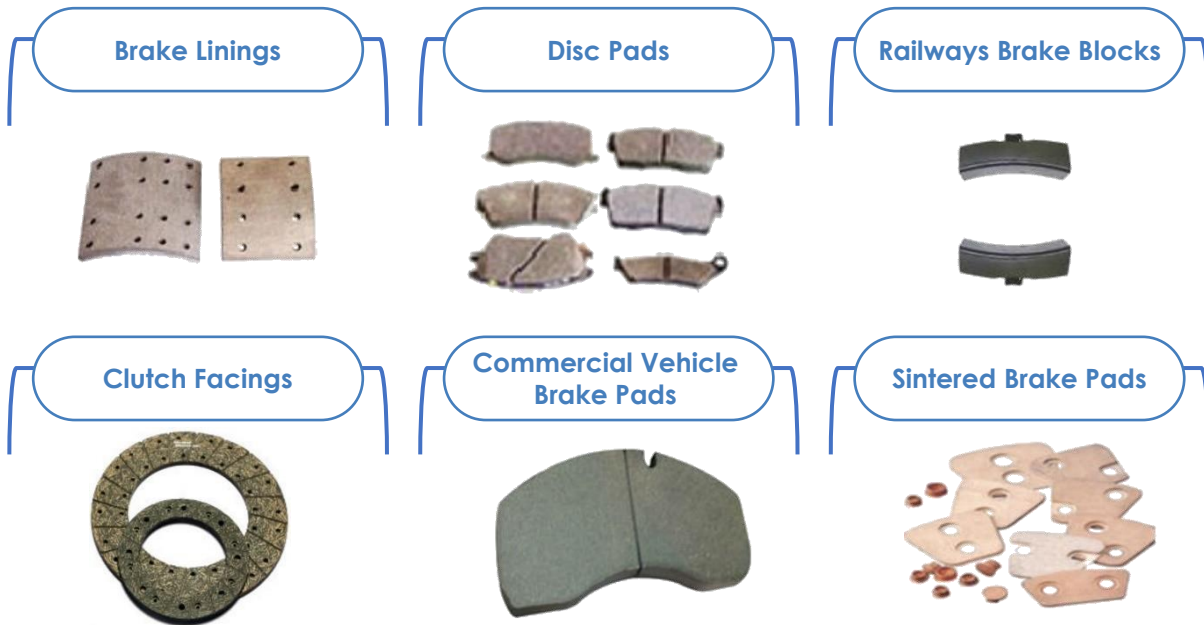 Brake Linings
Disc Pads
Railways Brake Blocks
Clutch Facings
Commercial Vehicle
Brake Pads
Sintered Brake Pads